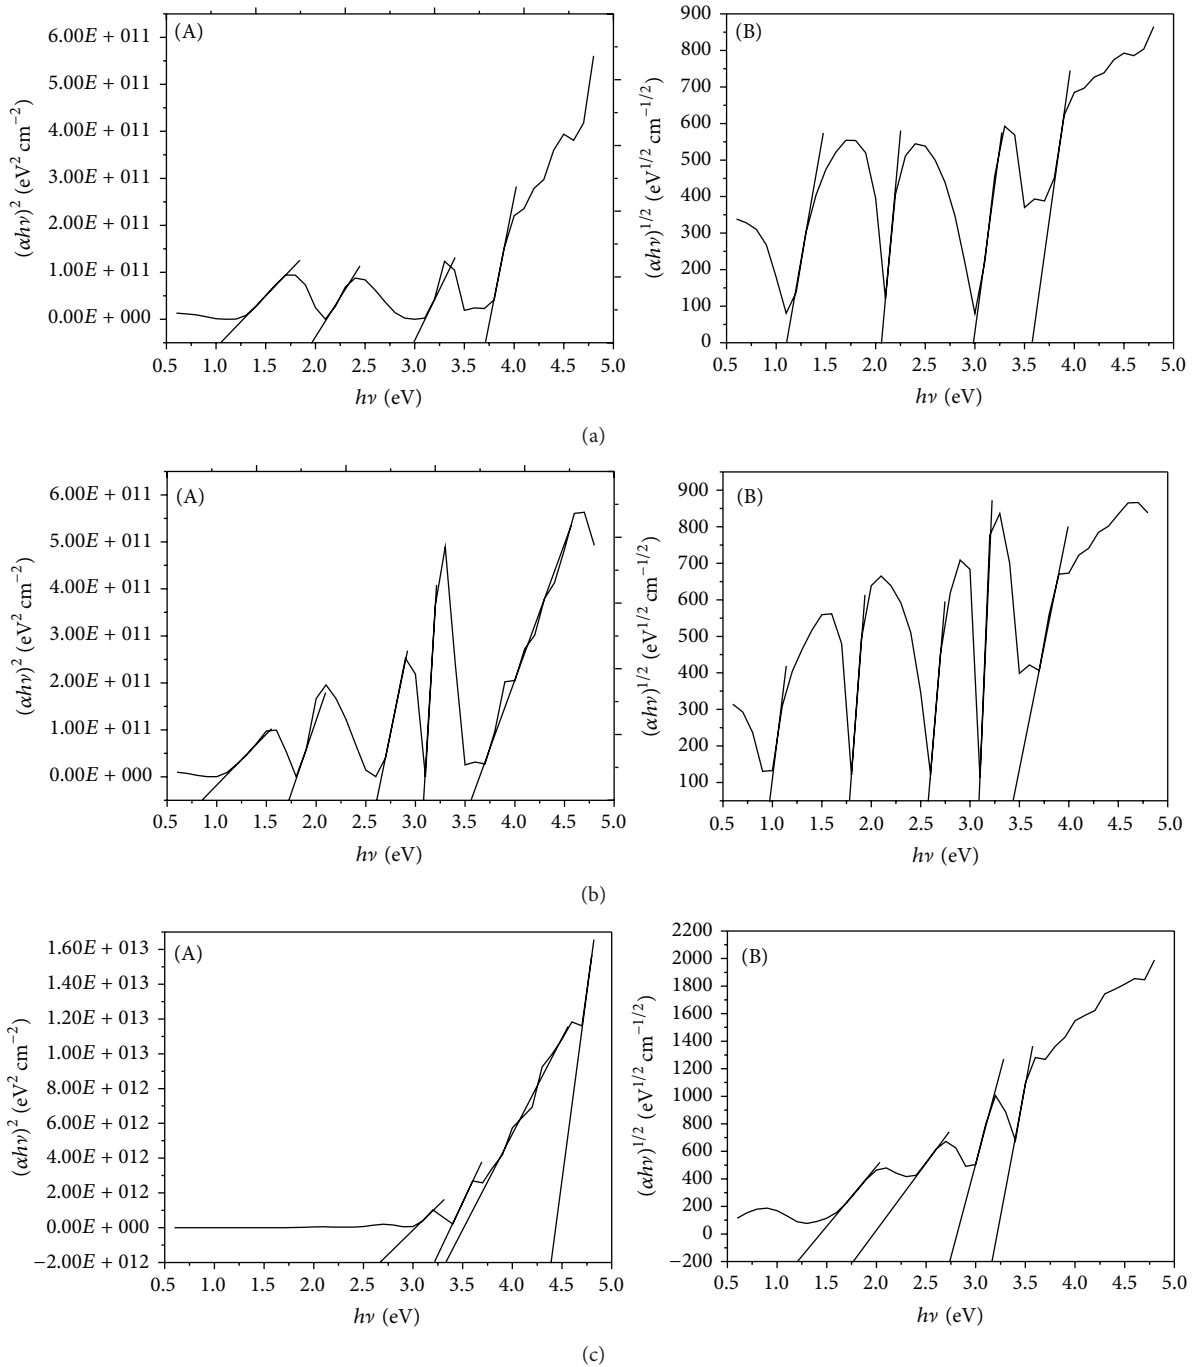 (A)
6.00E + 011
5.00E + 011
4.00E + 011
3.00E + 011
2.00E + 011
1.00E + 011
0.00E + 000
(αhν)² (eV² cm⁻²)
0.5 1.0 1.5 2.0 2.5 3.0 3.5 4.0 4.5 5.0
hν (eV)
(B)
900
800
700
600
500
400
300
200
100
0
(αhν)^1/2 (eV^1/2 cm^−1/2)
0.5 1.0 1.5 2.0 2.5 3.0 3.5 4.0 4.5 5.0
hν (eV)
(a)
(A)
6.00E + 011
5.00E + 011
4.00E + 011
3.00E + 011
2.00E + 011
1.00E + 011
0.00E + 000
(αhν)² (eV² cm⁻²)
0.5 1.0 1.5 2.0 2.5 3.0 3.5 4.0 4.5 5.0
hν (eV)
(B)
900
800
700
600
500
400
300
200
100
(αhν)^1/2 (eV^1/2 cm^−1/2)
0.5 1.0 1.5 2.0 2.5 3.0 3.5 4.0 4.5 5.0
hν (eV)
(b)
(A)
1.60E + 013
1.40E + 013
1.20E + 013
1.00E + 013
8.00E + 012
6.00E + 012
4.00E + 012
2.00E + 012
0.00E + 000
−2.00E + 012
(αhν)² (eV² cm⁻²)
0.5 1.0 1.5 2.0 2.5 3.0 3.5 4.0 4.5 5.0
hν (eV)
(B)
2200
2000
1800
1600
1400
1200
1000
800
600
400
200
0
−200
(αhν)^1/2 (eV^1/2 cm^−1/2)
0.5 1.0 1.5 2.0 2.5 3.0 3.5 4.0 4.5 5.0
hν (eV)
(c)